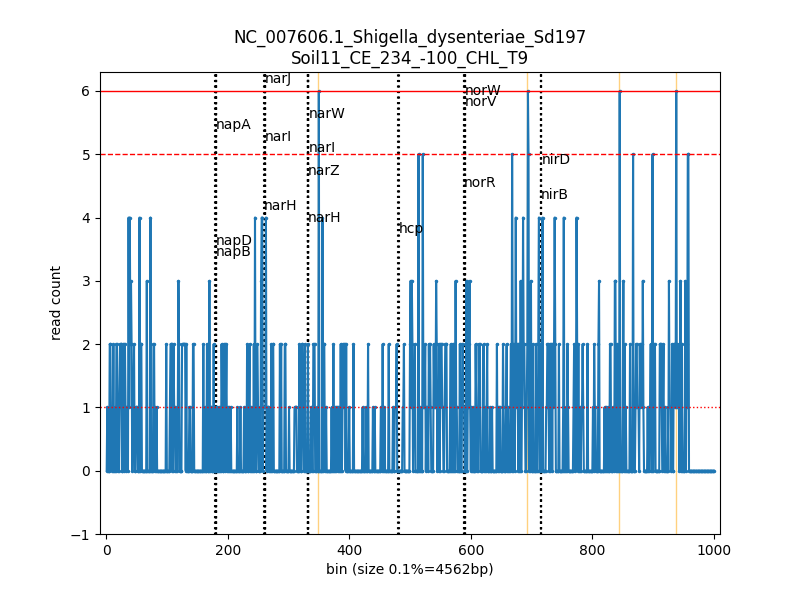 NC_007606.1_Shigella_dysenteriae_Sd197
Soil11_CE_234_-100_CHL_T9
narJ
norW
norV
narW
napA
narI
narI
nirD
narZ
norR
nirB
narH
narH
hcp
napD
napB
6
5
4
3
2
1
0
−1
read count
0 200 400 600 800 1000
bin (size 0.1%=4562bp)